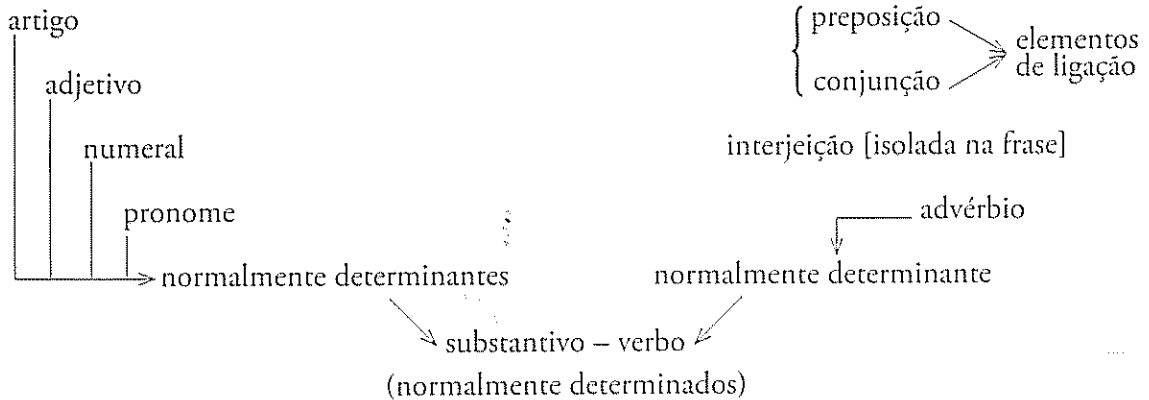 artigo
adjetivo
numeral
pronome
normalmente determinantes
preposição
conjunção
elementos
de ligação
interjeição [isolada na frase]
advérbio
normalmente determinante
substantivo – verbo
(normalmente determinados)